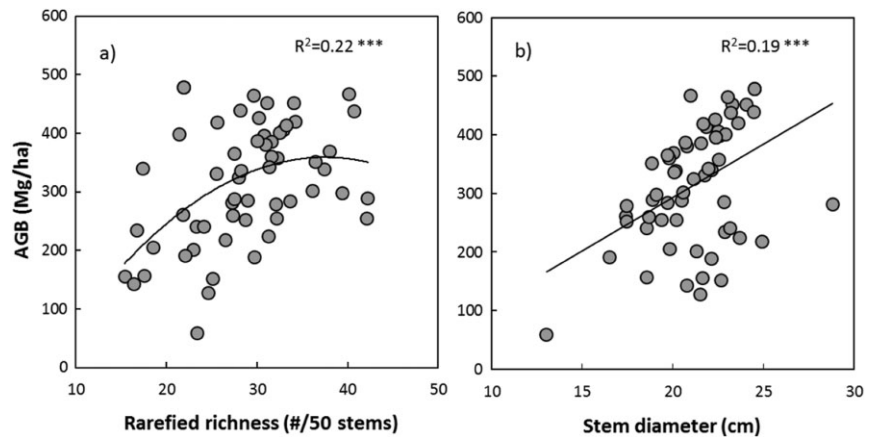 a)
R²=0.22 ***
600
500
400
300
200
100
0
10 20 30 40 50
AGB (Mg/ha)
Rarefied richness (#/50 stems)
b)
R²=0.19 ***
600
500
400
300
200
100
0
10 15 20 25 30
Stem diameter (cm)